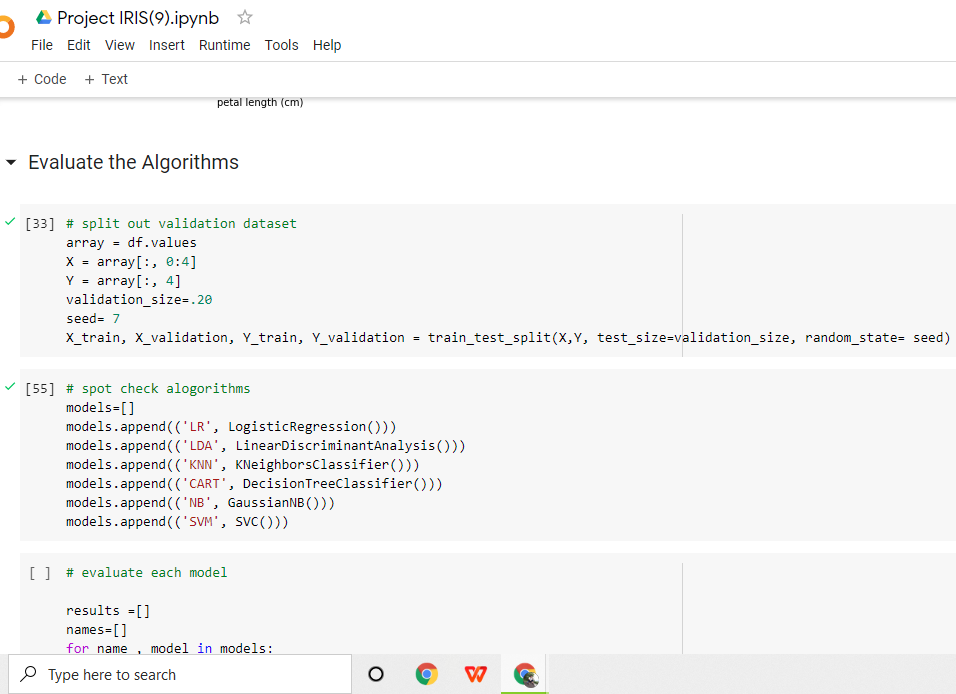 Project IRIS(9).ipynb
File Edit View Insert Runtime Tools Help
+ Code + Text
petal length (cm)
Evaluate the Algorithms
[33] # split out validation dataset
array = df.values
X = array[:, 0:4]
Y = array[:, 4]
validation_size=.20
seed= 7
X_train, X_validation, Y_train, Y_validation = train_test_split(X,Y, test_size=validation_size, random_state= seed)
[55] # spot check alogorithms
models=[]
models.append(('LR', LogisticRegression()))
models.append(('LDA', LinearDiscriminantAnalysis()))
models.append(('KNN', KNeighborsClassifier()))
models.append(('CART', DecisionTreeClassifier()))
models.append(('NB', GaussianNB()))
models.append(('SVM', SVC()))
[ ] # evaluate each model
results =[]
names=[]
for name , model in models:
Type here to search